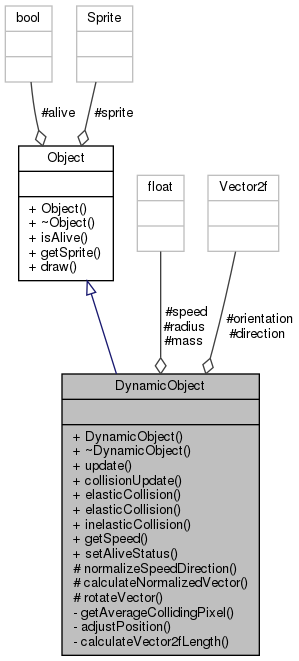 bool
Sprite
#alive
#sprite
Object
+ Object()
+ ~Object()
+ isAlive()
+ getSprite()
+ draw()
float
Vector2f
#speed
#radius
#mass
#orientation
#direction
DynamicObject
+ DynamicObject()
+ ~DynamicObject()
+ update()
+ collisionUpdate()
+ elasticCollision()
+ elasticCollision()
+ inelasticCollision()
+ getSpeed()
+ setAliveStatus()
# normalizeSpeedDirection()
# calculateNormalizedVector()
# rotateVector()
- getAverageCollidingPixel()
- adjustPosition()
- calculateVector2fLength()